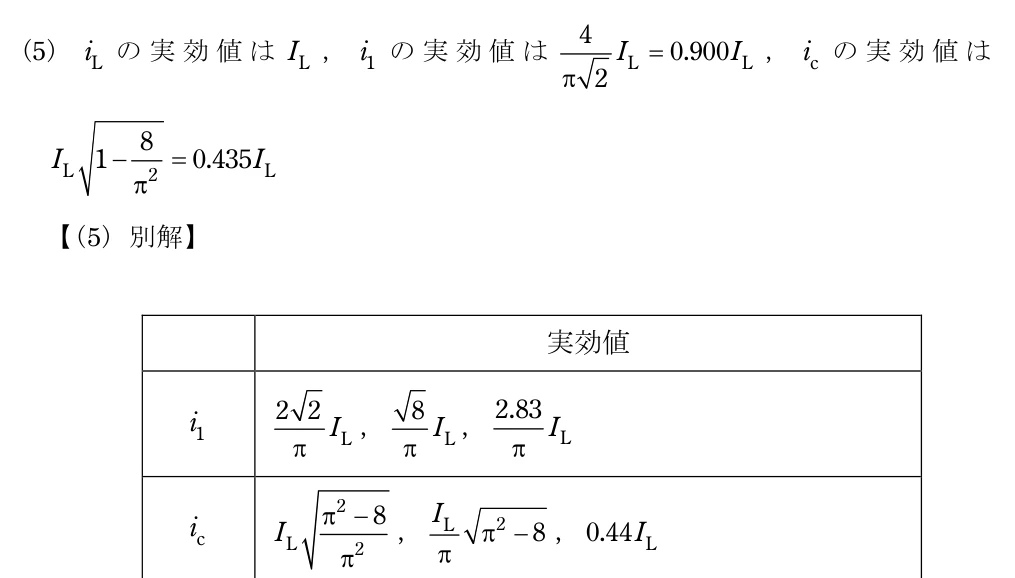 (5) i_L の実効値は I_L， i_1 の実効値は 4/(π√2) I_L = 0.900I_L， i_c の実効値は
I_L√(1−8/π²) = 0.435I_L
【(5) 別解】
実効値
i_1 2√2/π I_L， √8/π I_L， 2.83/π I_L
i_c I_L√((π²−8)/π²)， I_L/π √(π²−8)， 0.44I_L